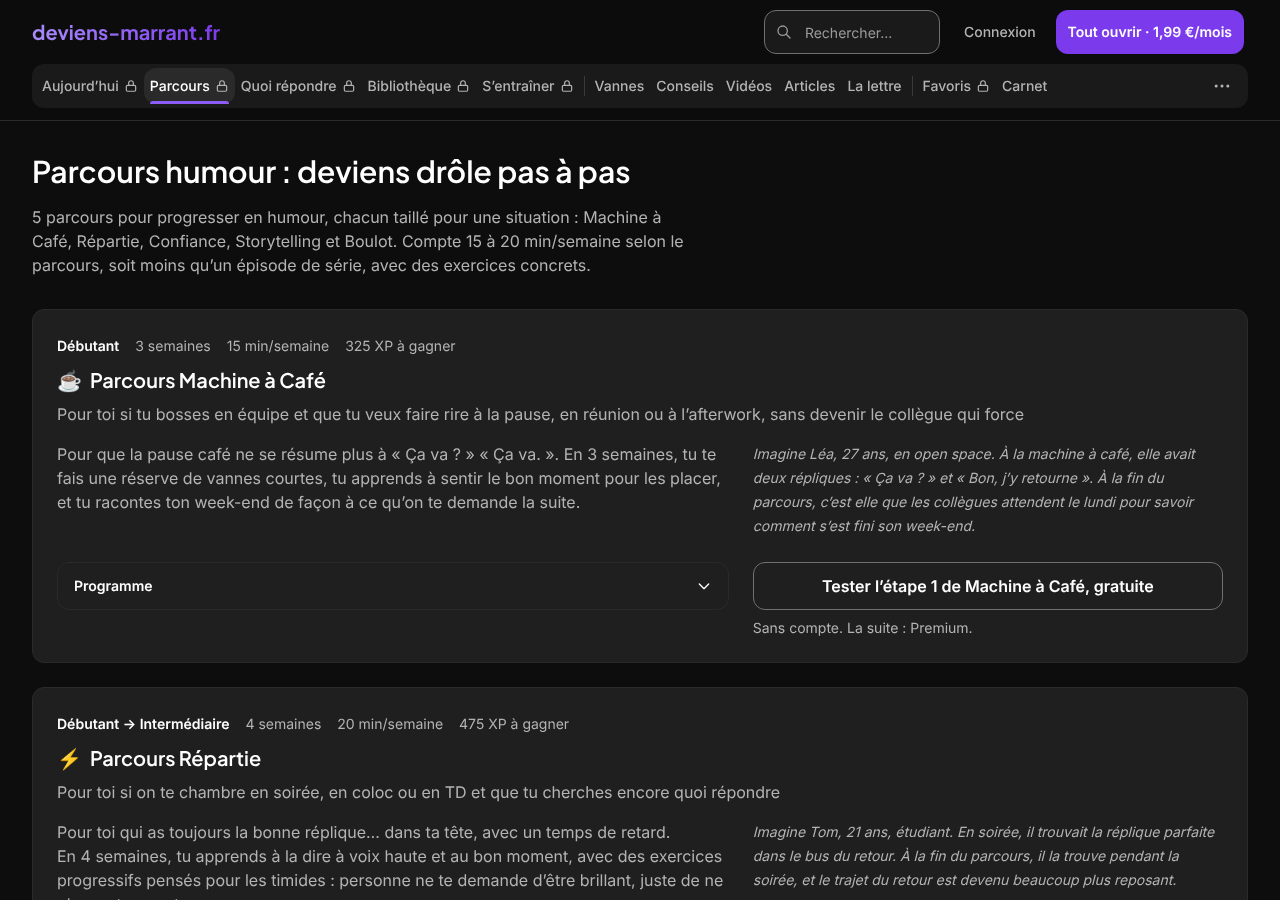 deviens-marrant.fr
Rechercher...
Connexion
Tout ouvrir · 1,99 €/mois
Aujourd’hui
Parcours
Quoi répondre
Bibliothèque
S’entraîner
Vannes
Conseils
Vidéos
Articles
La lettre
Favoris
Carnet
Parcours humour : deviens drôle pas à pas
5 parcours pour progresser en humour, chacun taillé pour une situation : Machine à
Café, Répartie, Confiance, Storytelling et Boulot. Compte 15 à 20 min/semaine selon le
parcours, soit moins qu’un épisode de série, avec des exercices concrets.
Débutant 3 semaines 15 min/semaine 325 XP à gagner
Parcours Machine à Café
Pour toi si tu bosses en équipe et que tu veux faire rire à la pause, en réunion ou à l’afterwork, sans devenir le collègue qui force
Pour que la pause café ne se résume plus à « Ça va ? » « Ça va. ». En 3 semaines, tu te
fais une réserve de vannes courtes, tu apprends à sentir le bon moment pour les placer,
et tu racontes ton week-end de façon à ce qu’on te demande la suite.
Imagine Léa, 27 ans, en open space. À la machine à café, elle avait
deux répliques : « Ça va ? » et « Bon, j’y retourne ». À la fin du
parcours, c’est elle que les collègues attendent le lundi pour savoir
comment s’est fini son week-end.
Programme
Tester l’étape 1 de Machine à Café, gratuite
Sans compte. La suite : Premium.
Débutant → Intermédiaire 4 semaines 20 min/semaine 475 XP à gagner
Parcours Répartie
Pour toi si on te chambre en soirée, en coloc ou en TD et que tu cherches encore quoi répondre
Pour toi qui as toujours la bonne réplique… dans ta tête, avec un temps de retard.
En 4 semaines, tu apprends à la dire à voix haute et au bon moment, avec des exercices
progressifs pensés pour les timides : personne ne te demande d’être brillant, juste de ne
Imagine Tom, 21 ans, étudiant. En soirée, il trouvait la réplique parfaite
dans le bus du retour. À la fin du parcours, il la trouve pendant la
soirée, et le trajet du retour est devenu beaucoup plus reposant.